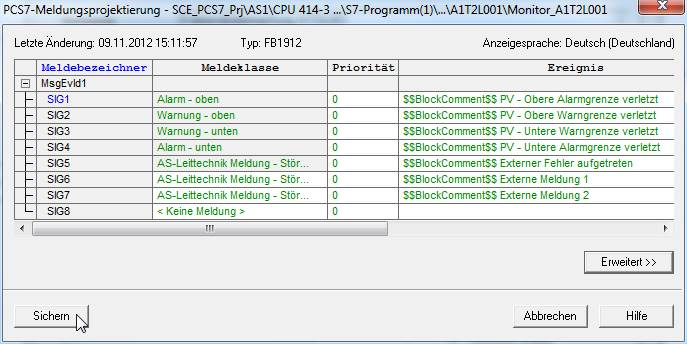 PCS7-Meldungsprojektierung - SCE_PCS7_Prj\AS1\CPU 414-3 ...\S7-Programm(1)\...\A1T2L001\Monitor_A1T2L001
Letzte Änderung: 09.11.2012 15:11:57 Typ: FB1912 Anzeigesprache: Deutsch (Deutschland)
Meldebezeichner Meldeklasse Priorität Ereignis
MsgEvId1
SIG1 Alarm - oben 0 $$BlockComment$$ PV - Obere Alarmgrenze verletzt
SIG2 Warnung - oben 0 $$BlockComment$$ PV - Obere Warngrenze verletzt
SIG3 Warnung - unten 0 $$BlockComment$$ PV - Untere Warngrenze verletzt
SIG4 Alarm - unten 0 $$BlockComment$$ PV - Untere Alarmgrenze verletzt
SIG5 AS-Leittechnik Meldung - Stör... 0 $$BlockComment$$ Externer Fehler aufgetreten
SIG6 AS-Leittechnik Meldung - Stör... 0 $$BlockComment$$ Externe Meldung 1
SIG7 AS-Leittechnik Meldung - Stör... 0 $$BlockComment$$ Externe Meldung 2
SIG8 < Keine Meldung > 0
Erweitert >>
Sichern Abbrechen Hilfe